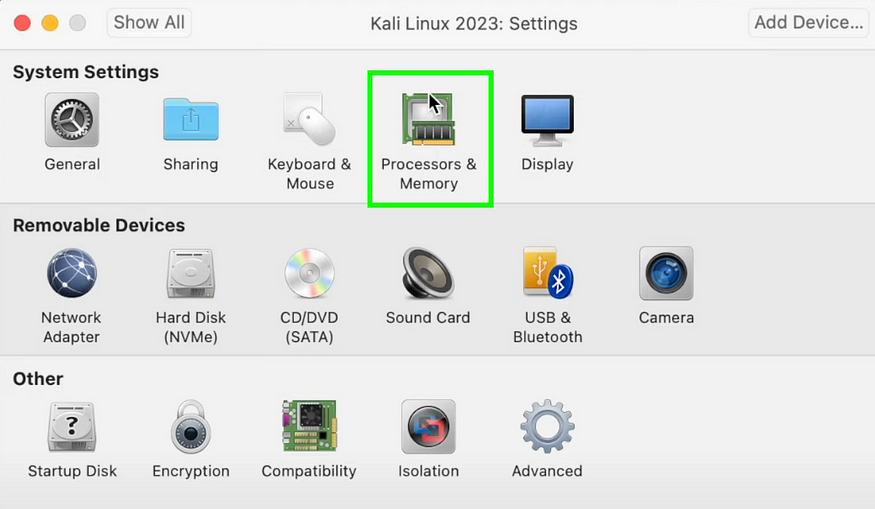 Show All
Kali Linux 2023: Settings
Add Device...
System Settings
General
Sharing
Keyboard &
Mouse
Processors &
Memory
Display
Removable Devices
Network
Adapter
Hard Disk
(NVMe)
CD/DVD
(SATA)
Sound Card
USB &
Bluetooth
Camera
Other
?
Startup Disk
Encryption
Compatibility
Isolation
Advanced